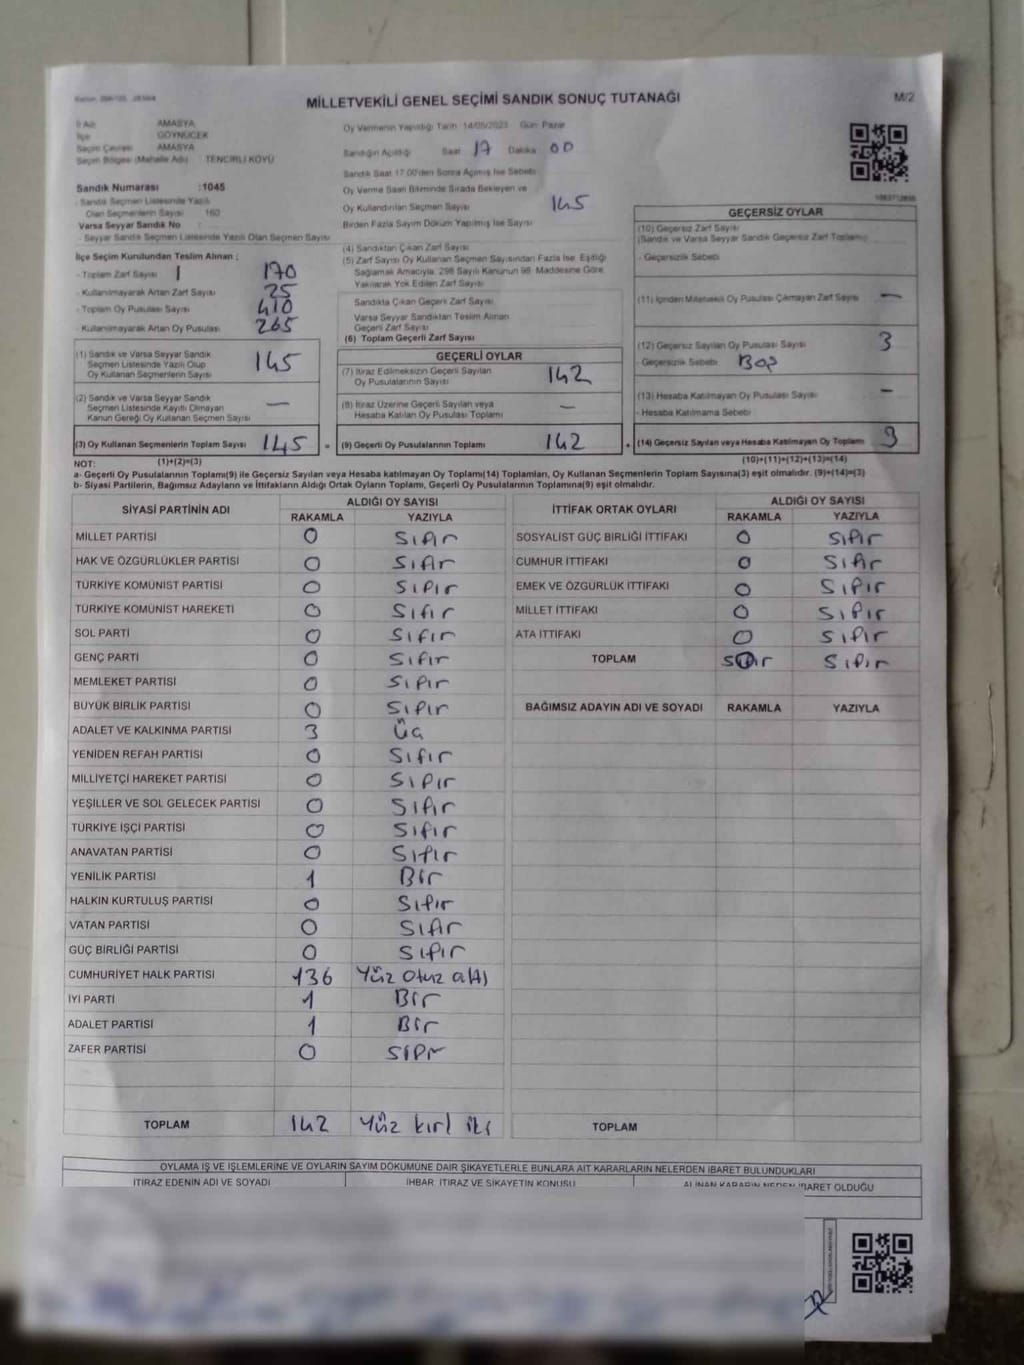 MİLLETVEKİLİ GENEL SEÇİMİ SANDIK SONUÇ TUTANAĞI
M/2
İl Adı AMASYA
İlçe GÖYNÜCEK
Seçim Çevresi AMASYA
Seçim Bölgesi (Mahalle Adı) TENCİRLİ KÖYÜ
Sandık Numarası :1045
Sandık Seçmen Listesinde Yazılı
Olan Seçmenlerin Sayısı 160
Varsa Seyyar Sandık No
- Seyyar Sandık Seçmen Listesinde Yazılı Olan Seçmen Sayısı
İlçe Seçim Kurulundan Teslim Alınan ;
- Toplam Zarf Sayısı 170
- Kullanılmayarak Artan Zarf Sayısı 25
- Toplam Oy Pusulası Sayısı 410
- Kullanılmayarak Artan Oy Pusulası 265
Oy Vermenin Yapıldığı Tarih 14/05/2023 Gün Pazar
Sandığın Açıldığı Saat 17 Dakika 00
Sandık Saat 17.00'den Sonra Açılmış İse Sebebi
Oy Verme Saati Bitiminde Sırada Bekleyen ve
Oy Kullandırılan Seçmen Sayısı 145
Birden Fazla Sayım Döküm Yapılmış İse Sayısı
(4) Sandıktan Çıkan Zarf Sayısı
(5) Zarf Sayısı Oy Kullanan Seçmen Sayısından Fazla İse, Eşitliği
Sağlamak Amacıyla, 298 Sayılı Kanunun 98. Maddesine Göre
Yakılarak Yok Edilen Zarf Sayısı
Sandıkta Çıkan Geçerli Zarf Sayısı
Varsa Seyyar Sandıktan Teslim Alınan
Geçerli Zarf Sayısı
(6) Toplam Geçerli Zarf Sayısı
GEÇERSİZ OYLAR
(10) Geçersiz Zarf Sayısı
(Sandık ve Varsa Seyyar Sandık Geçersiz Zarf Toplamı)
- Geçersizlik Sebebi
(11) İçinden Milletvekili Oy Pusulası Çıkmayan Zarf Sayısı —
(12) Geçersiz Sayılan Oy Pusulası Sayısı 3
- Geçersizlik Sebebi Boş
(13) Hesaba Katılmayan Oy Pusulası Sayısı —
- Hesaba Katılmama Sebebi
(1) Sandık ve Varsa Seyyar Sandık
Seçmen Listesinde Yazılı Olup
Oy Kullanan Seçmenlerin Sayısı 145
(2) Sandık ve Varsa Seyyar Sandık
Seçmen Listesinde Kayıtlı Olmayan
Kanun Gereği Oy Kullanan Seçmen Sayısı —
GEÇERLİ OYLAR
(7) İtiraz Edilmeksizin Geçerli Sayılan
Oy Pusulalarının Sayısı 142
(8) İtiraz Üzerine Geçerli Sayılan veya
Hesaba Katılan Oy Pusulası Toplamı —
(3) Oy Kullanan Seçmenlerin Toplam Sayısı 145 = (9) Geçerli Oy Pusulalarının Toplamı 142 + (14) Geçersiz Sayılan veya Hesaba Katılmayan Oy Toplamı 3
NOT: (1)+(2)=(3) (10)+(11)+(12)+(13)=(14)
a- Geçerli Oy Pusulaları Toplamı(9) ile Geçersiz Sayılan veya Hesaba katılmayan Oy Toplamı(14) Toplamları, Oy Kullanan Seçmenlerin Toplam Sayısına(3) eşit olmalıdır. (9)+(14)=(3)
b- Siyasi Partilerin, Bağımsız Adayların ve İttifakların Aldığı Oy Sayıları Toplamı, Geçerli Oy Pusulalarının Toplamına(9) eşit olmalıdır.
SİYASİ PARTİNİN ADI ALDIĞI OY SAYISI
RAKAMLA YAZIYLA
MİLLET PARTİSİ 0 Sıfır
HAK VE ÖZGÜRLÜKLER PARTİSİ 0 Sıfır
TÜRKİYE KOMÜNİST PARTİSİ 0 Sıfır
TÜRKİYE KOMÜNİST HAREKETİ 0 Sıfır
SOL PARTİ 0 Sıfır
GENÇ PARTİ 0 Sıfır
MEMLEKET PARTİSİ 0 Sıfır
BÜYÜK BİRLİK PARTİSİ 0 Sıfır
ADALET VE KALKINMA PARTİSİ 3 Üç
YENİDEN REFAH PARTİSİ 0 Sıfır
MİLLİYETÇİ HAREKET PARTİSİ 0 Sıfır
YEŞİLLER VE SOL GELECEK PARTİSİ 0 Sıfır
TÜRKİYE İŞÇİ PARTİSİ 0 Sıfır
ANAVATAN PARTİSİ 0 Sıfır
YENİLİK PARTİSİ 1 Bir
HALKIN KURTULUŞ PARTİSİ 0 Sıfır
VATAN PARTİSİ 0 Sıfır
GÜÇ BİRLİĞİ PARTİSİ 0 Sıfır
CUMHURİYET HALK PARTİSİ 136 Yüz Otuz altı
İYİ PARTİ 1 Bir
ADALET PARTİSİ 1 Bir
ZAFER PARTİSİ 0 Sıfır
TOPLAM 142 Yüz kırk iki
İTTİFAK ORTAK OYLARI ALDIĞI OY SAYISI
RAKAMLA YAZIYLA
SOSYALİST GÜÇ BİRLİĞİ İTTİFAKI 0 Sıfır
CUMHUR İTTİFAKI 0 Sıfır
EMEK VE ÖZGÜRLÜK İTTİFAKI 0 Sıfır
MİLLET İTTİFAKI 0 Sıfır
ATA İTTİFAKI 0 Sıfır
TOPLAM 0 Sıfır
BAĞIMSIZ ADAYIN ADI VE SOYADI RAKAMLA YAZIYLA
TOPLAM
OYLAMA İŞ VE İŞLEMLERİNE VE OYLARIN SAYIM DÖKÜMÜNE DAİR ŞİKAYETLERLE BUNLARA AİT KARARLARIN NELERDEN İBARET BULUNDUKLARI
İTİRAZ EDENİN ADI VE SOYADI İHBAR, İTİRAZ VE ŞİKAYETİN KONUSU ALINAN KARARIN NEDEN İBARET OLDUĞU